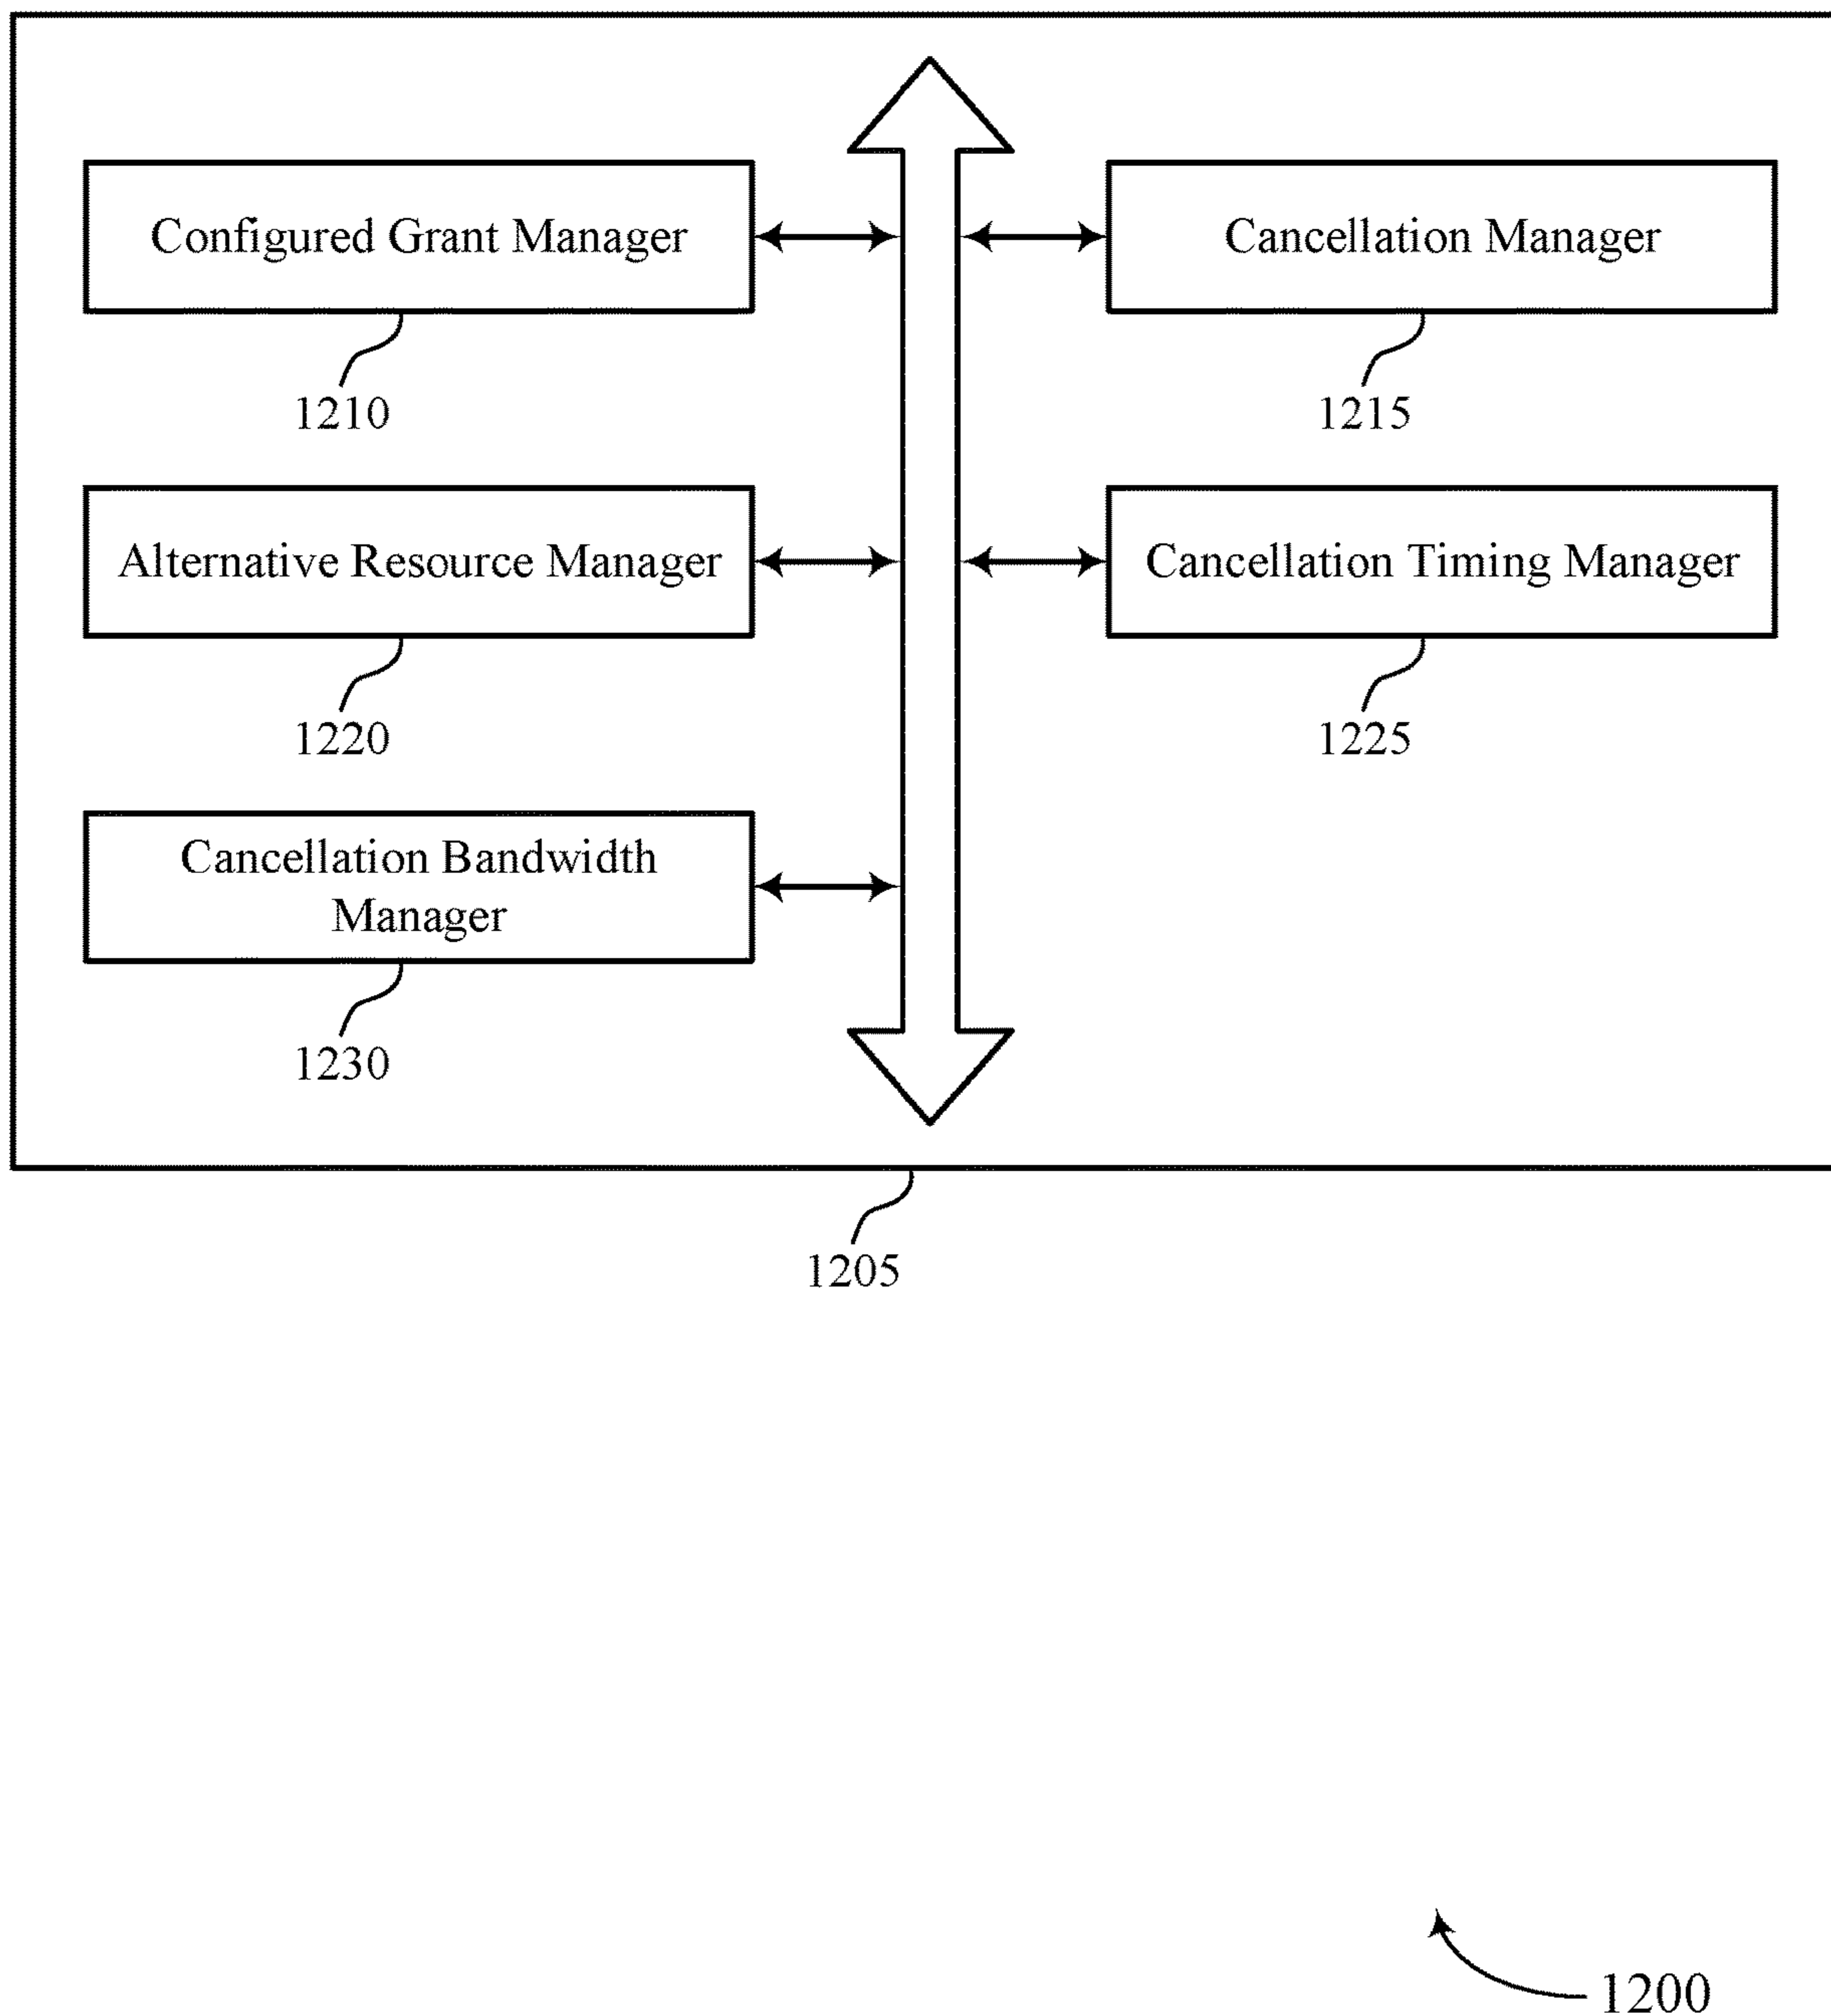 Configured Grant Manager
1210
Cancellation Manager
1215
Alternative Resource Manager
1220
Cancellation Timing Manager
1225
Cancellation Bandwidth
Manager
1230
1205
1200